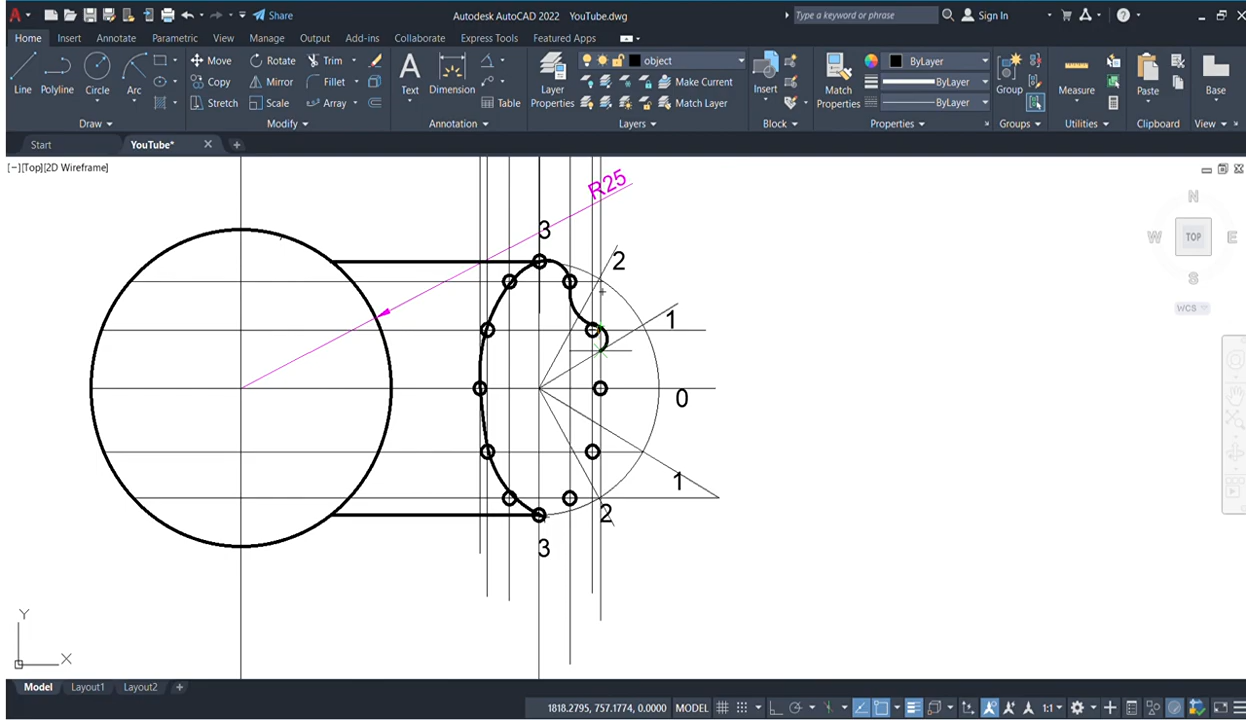 Share
Autodesk AutoCAD 2022 YouTube.dwg
Type a keyword or phrase
Sign In
Home Insert Annotate Parametric View Manage Output Add-ins Collaborate Express Tools Featured Apps
Line Polyline Circle Arc
Move Rotate Trim
Copy Mirror Fillet
Stretch Scale Array
Text Dimension Table
Layer Properties
object
Make Current
Match Layer
Insert
Match Properties
ByLayer
ByLayer
ByLayer
Group
Measure
Paste
Base
Draw Modify Annotation Layers Block Properties Groups Utilities Clipboard View
Start YouTube*
[−][Top][2D Wireframe]
R25
3
2
1
0
1
2
3
N
W TOP E
S
WCS
Y
X
Model Layout1 Layout2
1818.2795, 757.1774, 0.0000 MODEL 1:1